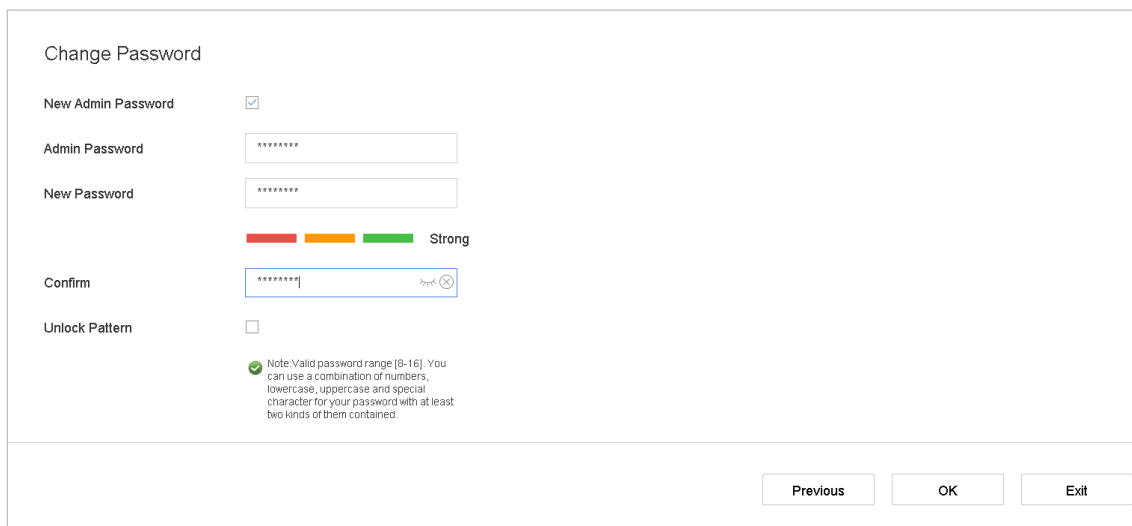 Change Password
New Admin Password
Admin Password ********
New Password ********
Strong
Confirm ********
Unlock Pattern
Note:Valid password range [8-16]. You
can use a combination of numbers,
lowercase, uppercase and special
character for your password with at least
two kinds of them contained.
Previous OK Exit